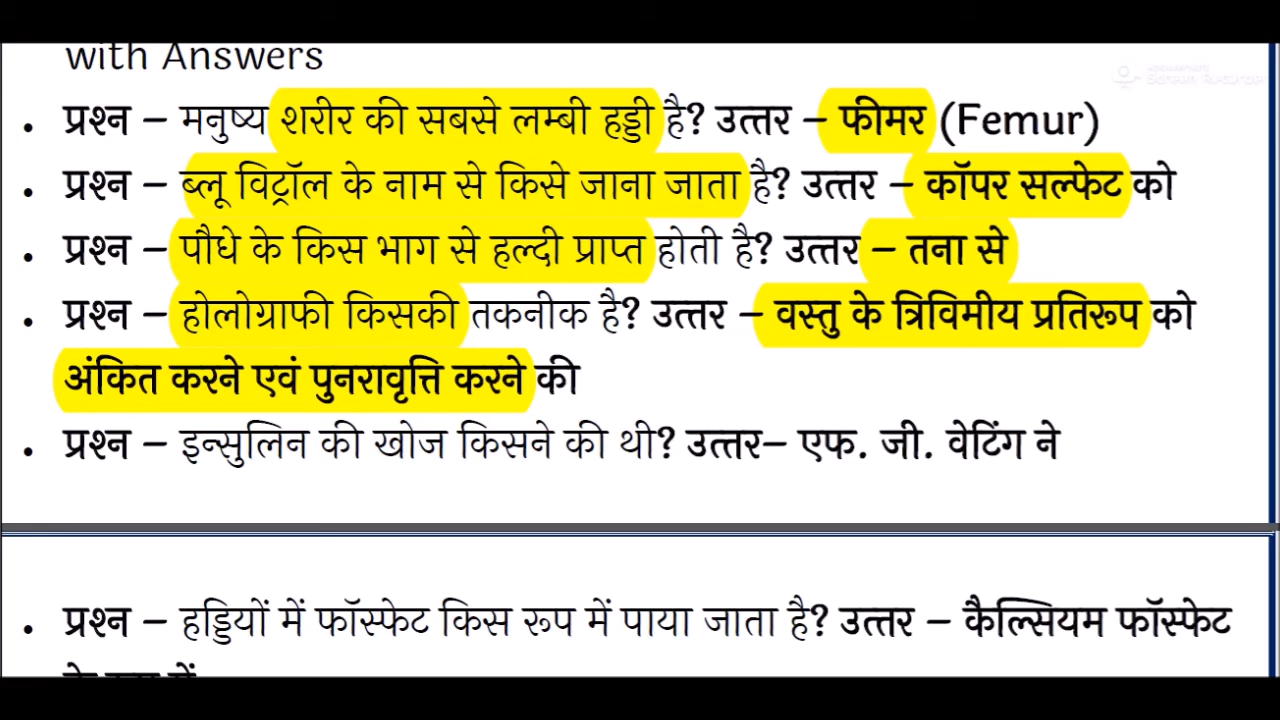 with Answers
Screen Recorder
• प्रश्न – मनुष्य शरीर की सबसे लम्बी हड्डी है? उत्तर – फीमर (Femur)
• प्रश्न – ब्लू विट्रॉल के नाम से किसे जाना जाता है? उत्तर – कॉपर सल्फेट को
• प्रश्न – पौधे के किस भाग से हल्दी प्राप्त होती है? उत्तर – तना से
• प्रश्न – होलोग्राफी किसकी तकनीक है? उत्तर – वस्तु के त्रिविमीय प्रतिरूप को
अंकित करने एवं पुनरावृत्ति करने की
• प्रश्न – इन्सुलिन की खोज किसने की थी? उत्तर– एफ. जी. वेटिंग ने
• प्रश्न – हड्डियों में फॉस्फेट किस रूप में पाया जाता है? उत्तर – कैल्सियम फॉस्फेट